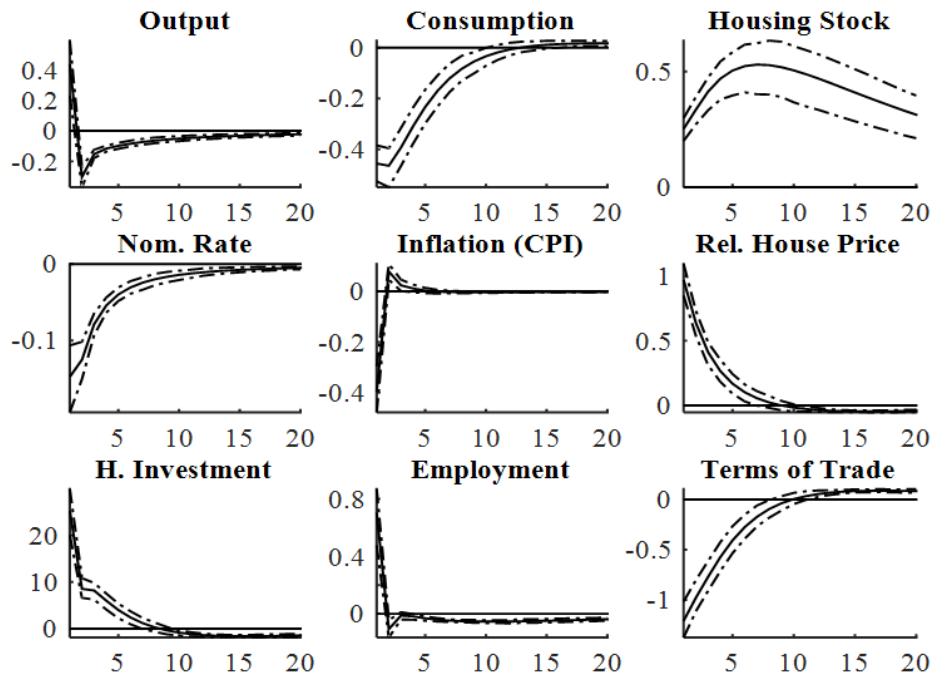 Output Consumption Housing Stock
0.4
0.2
0
-0.2
5 10 15 20
0
-0.2
-0.4
5 10 15 20
0.5
0
5 10 15 20
Nom. Rate Inflation (CPI) Rel. House Price
0
-0.1
5 10 15 20
0
-0.2
-0.4
5 10 15 20
1
0.5
0
5 10 15 20
H. Investment Employment Terms of Trade
20
10
0
5 10 15 20
0.8
0.4
0
5 10 15 20
0
-0.5
-1
5 10 15 20